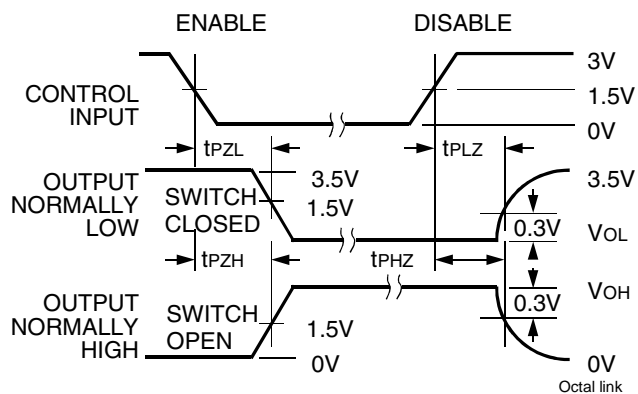 ENABLE DISABLE
3V
CONTROL
INPUT
1.5V
0V
tPZL tPLZ
OUTPUT
NORMALLY
LOW
SWITCH
CLOSED
3.5V
1.5V
3.5V
0.3V
VOL
tPZH tPHZ
OUTPUT
NORMALLY
HIGH
SWITCH
OPEN
1.5V
0V
0.3V
VOH
0V
Octal link